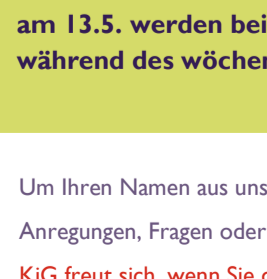 am 13.5. werden bei
während des wöchen
Um Ihren Namen aus uns
Anregungen, Fragen oder
KiG freut sich, wenn Sie